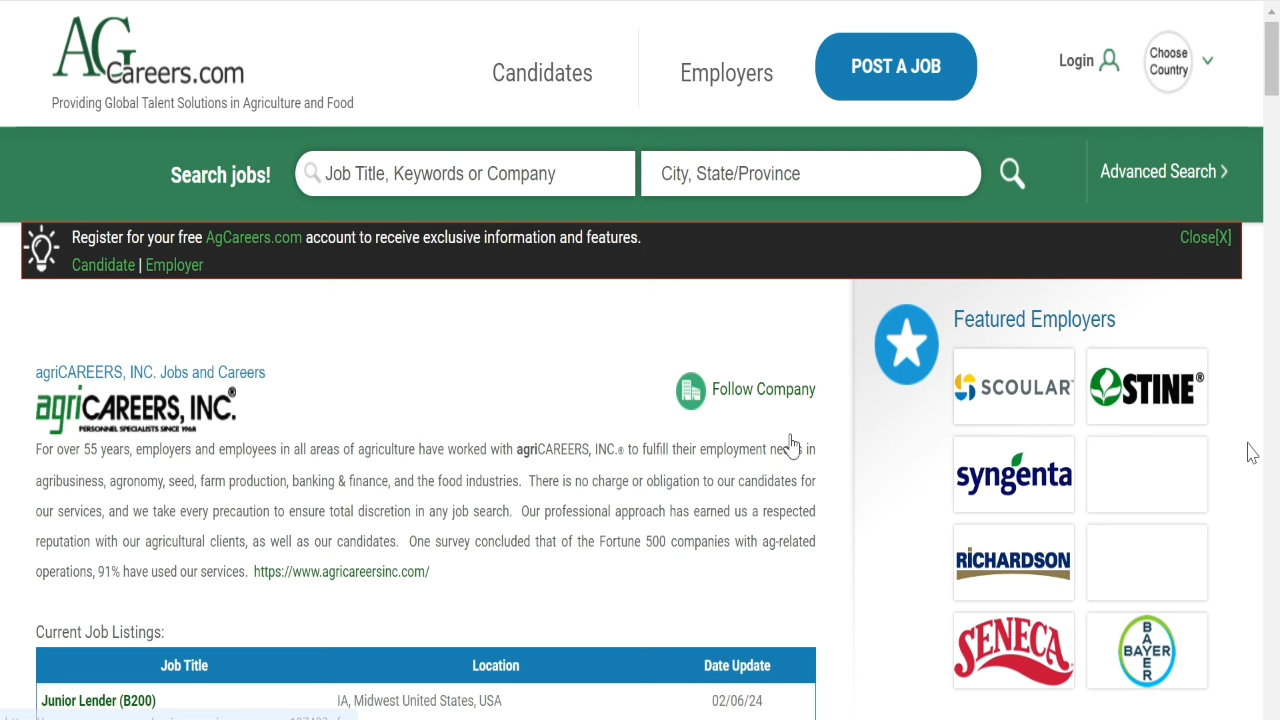 AGCareers.com
Providing Global Talent Solutions in Agriculture and Food
Candidates
Employers
POST A JOB
Login
Choose
Country
Search jobs!
Job Title, Keywords or Company
City, State/Province
Advanced Search
Register for your free AgCareers.com account to receive exclusive information and features.
Close[X]
Candidate | Employer
agriCAREERS, INC. Jobs and Careers
agriCAREERS, INC.®
PERSONNEL SPECIALISTS SINCE 1968
Follow Company
For over 55 years, employers and employees in all areas of agriculture have worked with agriCAREERS, INC.® to fulfill their employment in
agribusiness, agronomy, seed, farm production, banking & finance, and the food industries. There is no charge or obligation to our candidates for
our services, and we take every precaution to ensure total discretion in any job search. Our professional approach has earned us a respected
reputation with our agricultural clients, as well as our candidates. One survey concluded that of the Fortune 500 companies with ag-related
operations, 91% have used our services. https://www.agricareersinc.com/
Current Job Listings:
Job Title Location Date Update
Junior Lender (B200) IA, Midwest United States, USA 02/06/24
Featured Employers
SCOULAR
STINE®
syngenta
RICHARDSON
SENECA
BAYER
BAYER